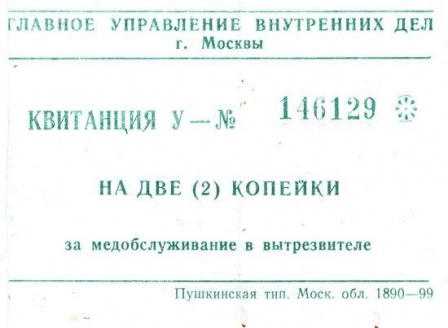 ГЛАВНОЕ УПРАВЛЕНИЕ ВНУТРЕННИХ ДЕЛ
г. Москвы
КВИТАНЦИЯ У — № 146129
НА ДВЕ (2) КОПЕЙКИ
за медобслуживание в вытрезвителе
Пушкинская тип. Моск. обл. 1890—99